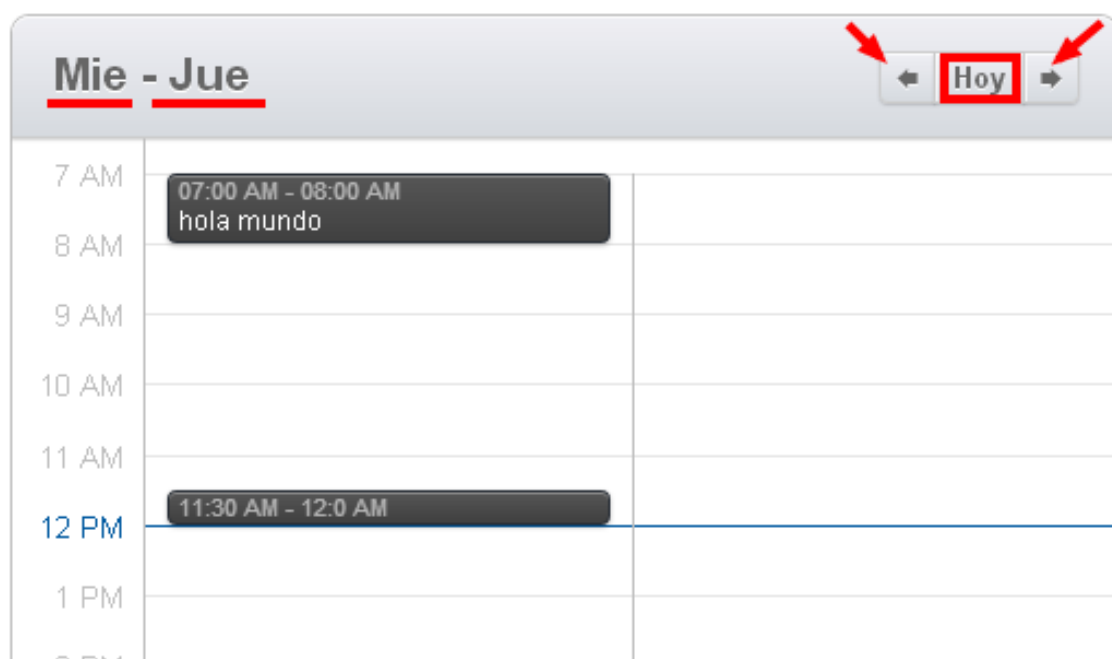 Mie - Jue
Hoy
7 AM
07:00 AM - 08:00 AM
hola mundo
8 AM
9 AM
10 AM
11 AM
11:30 AM - 12:0 AM
12 PM
1 PM